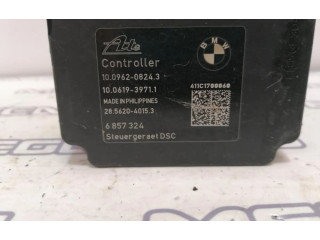 Ate
Controller
10.0962-0824.3
10.0619-3971.1
MADE IN PHILIPPINES
28.5620-4015.3
6 857 324
Steuergeraet DSC
411C1700060
BMW